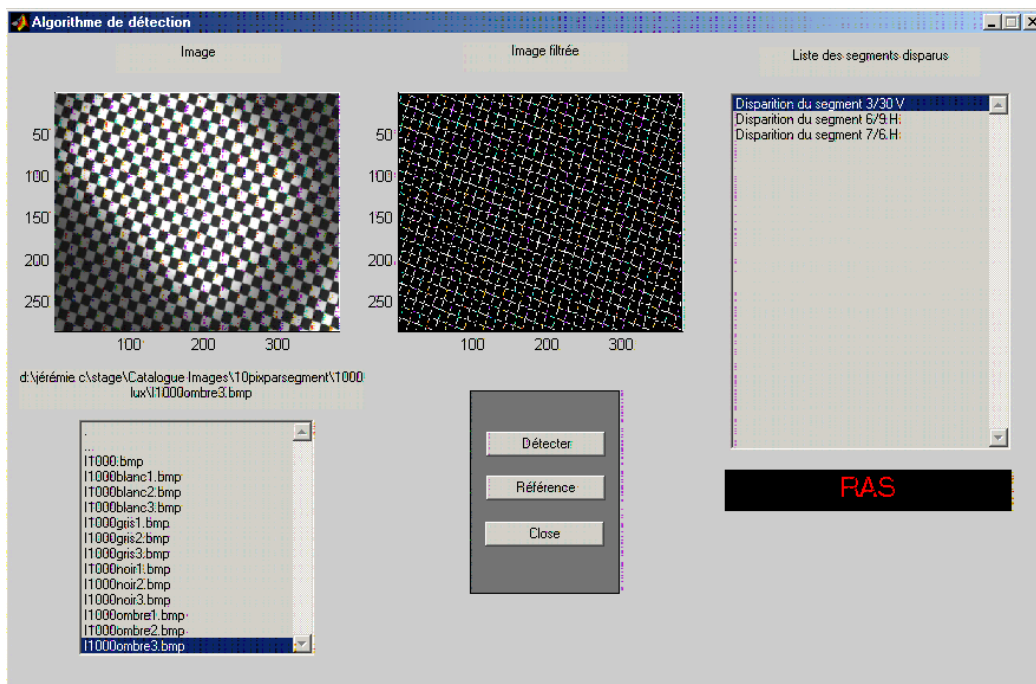 Algorithme de détection
Image
Image filtrée
Liste des segments disparus
50
100
150
200
250
100
200
300
50
100
150
200
250
100
200
300
Disparition du segment 3/30 V
Disparition du segment 6/9 H
Disparition du segment 7/6 H
d:\jérémie c\stage\Catalogue Images\10pixparsegment\1000
lux\l1000ombre3.bmp
.
...
l1000.bmp
l1000blanc1.bmp
l1000blanc2.bmp
l1000blanc3.bmp
l1000gris1.bmp
l1000gris2.bmp
l1000gris3.bmp
l1000noir1.bmp
l1000noir2.bmp
l1000noir3.bmp
l1000ombre1.bmp
l1000ombre2.bmp
l1000ombre3.bmp
Détecter
Référence
Close
RAS